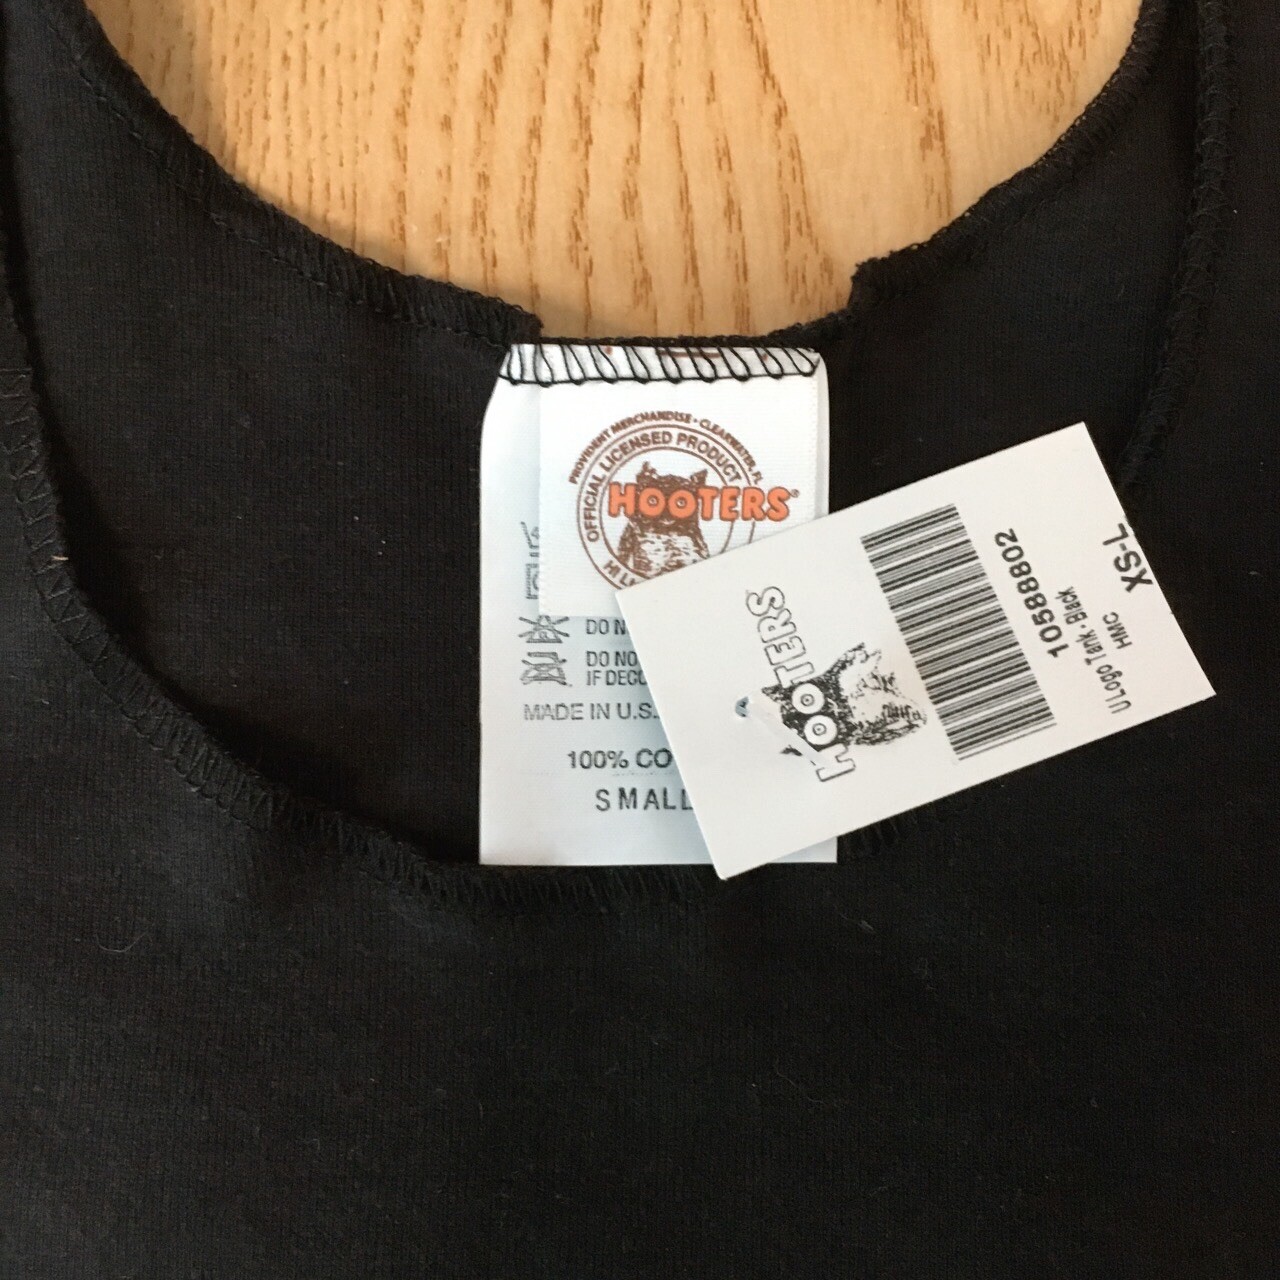 PROVIDENT MERCHANDISE • CLEARWATER, FL
OFFICIAL LICENSED PRODUCT
HOOTERS®
DO N
DO NO
IF DECO
MADE IN U.S.
100% CO
SMALL
HOOTERS
10588802
U Logo Tank - Black
HMC
XS-L